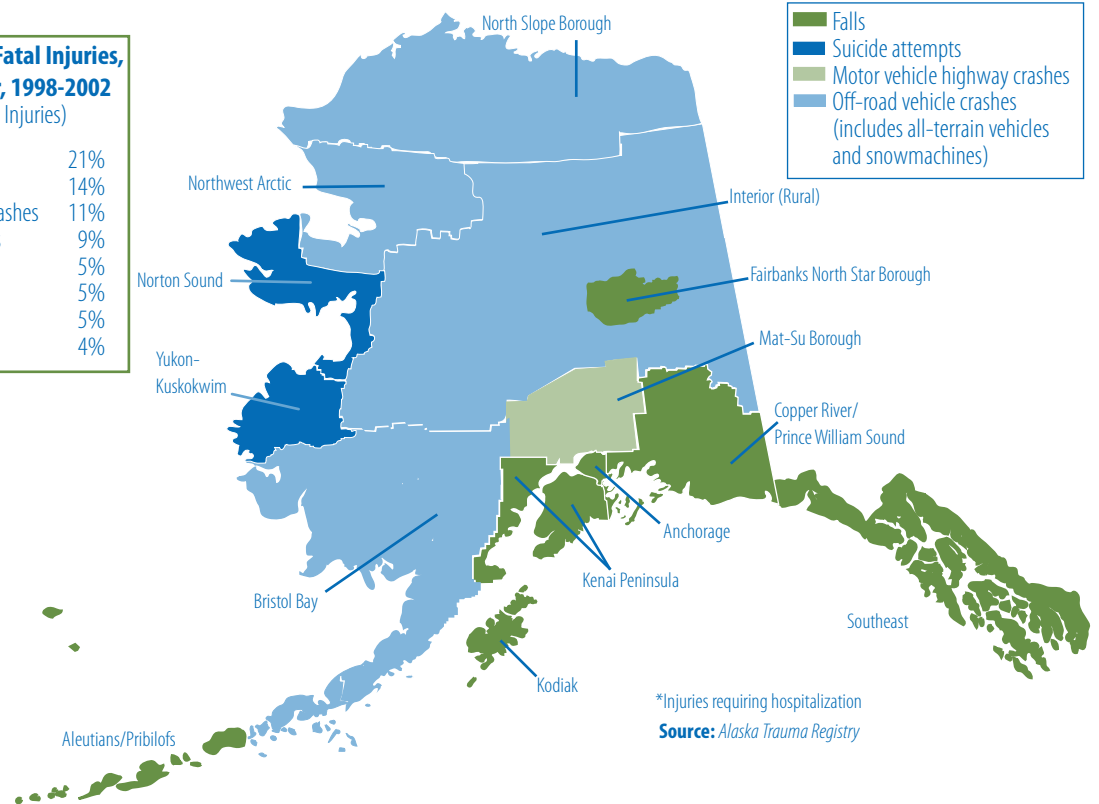 Fatal Injuries,
, 1998-2002
Injuries)
21%
14%
ashes 11%
9%
5%
5%
5%
4%
North Slope Borough
Falls
Suicide attempts
Motor vehicle highway crashes
Off-road vehicle crashes
(includes all-terrain vehicles
and snowmachines)
Northwest Arctic
Interior (Rural)
Norton Sound
Fairbanks North Star Borough
Mat-Su Borough
Yukon-
Kuskokwim
Copper River/
Prince William Sound
Anchorage
Kenai Peninsula
Bristol Bay
Southeast
Kodiak
*Injuries requiring hospitalization
Source: Alaska Trauma Registry
Aleutians/Pribilofs